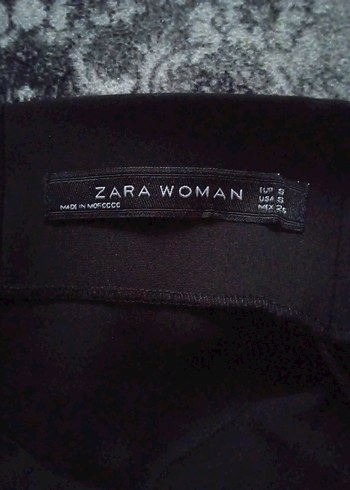 ZARA WOMAN
MADE IN MOROCCO
EUR S
USA S
MEX 26